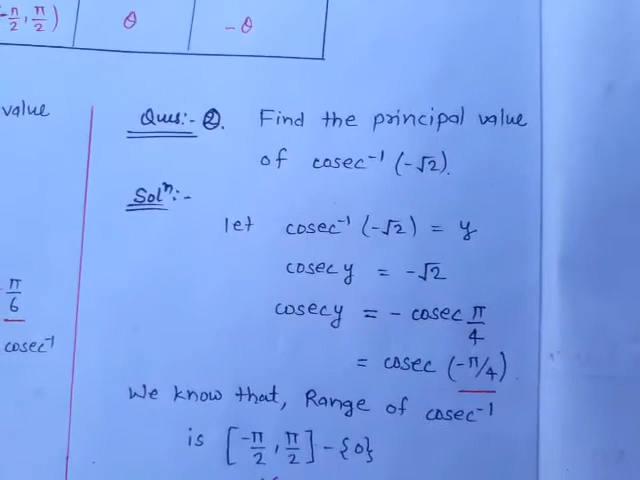 -π/2, π/2) θ -θ
value
Ques:- ②. Find the principal value
of cosec⁻¹ (-√2).
Solⁿ:-
let cosec⁻¹ (-√2) = y
cosec y = -√2
π/6
cosec y = - cosec π/4
cosec⁻¹
= cosec (-π/4)
We know that, Range of cosec⁻¹
is [-π/2, π/2] - {0}